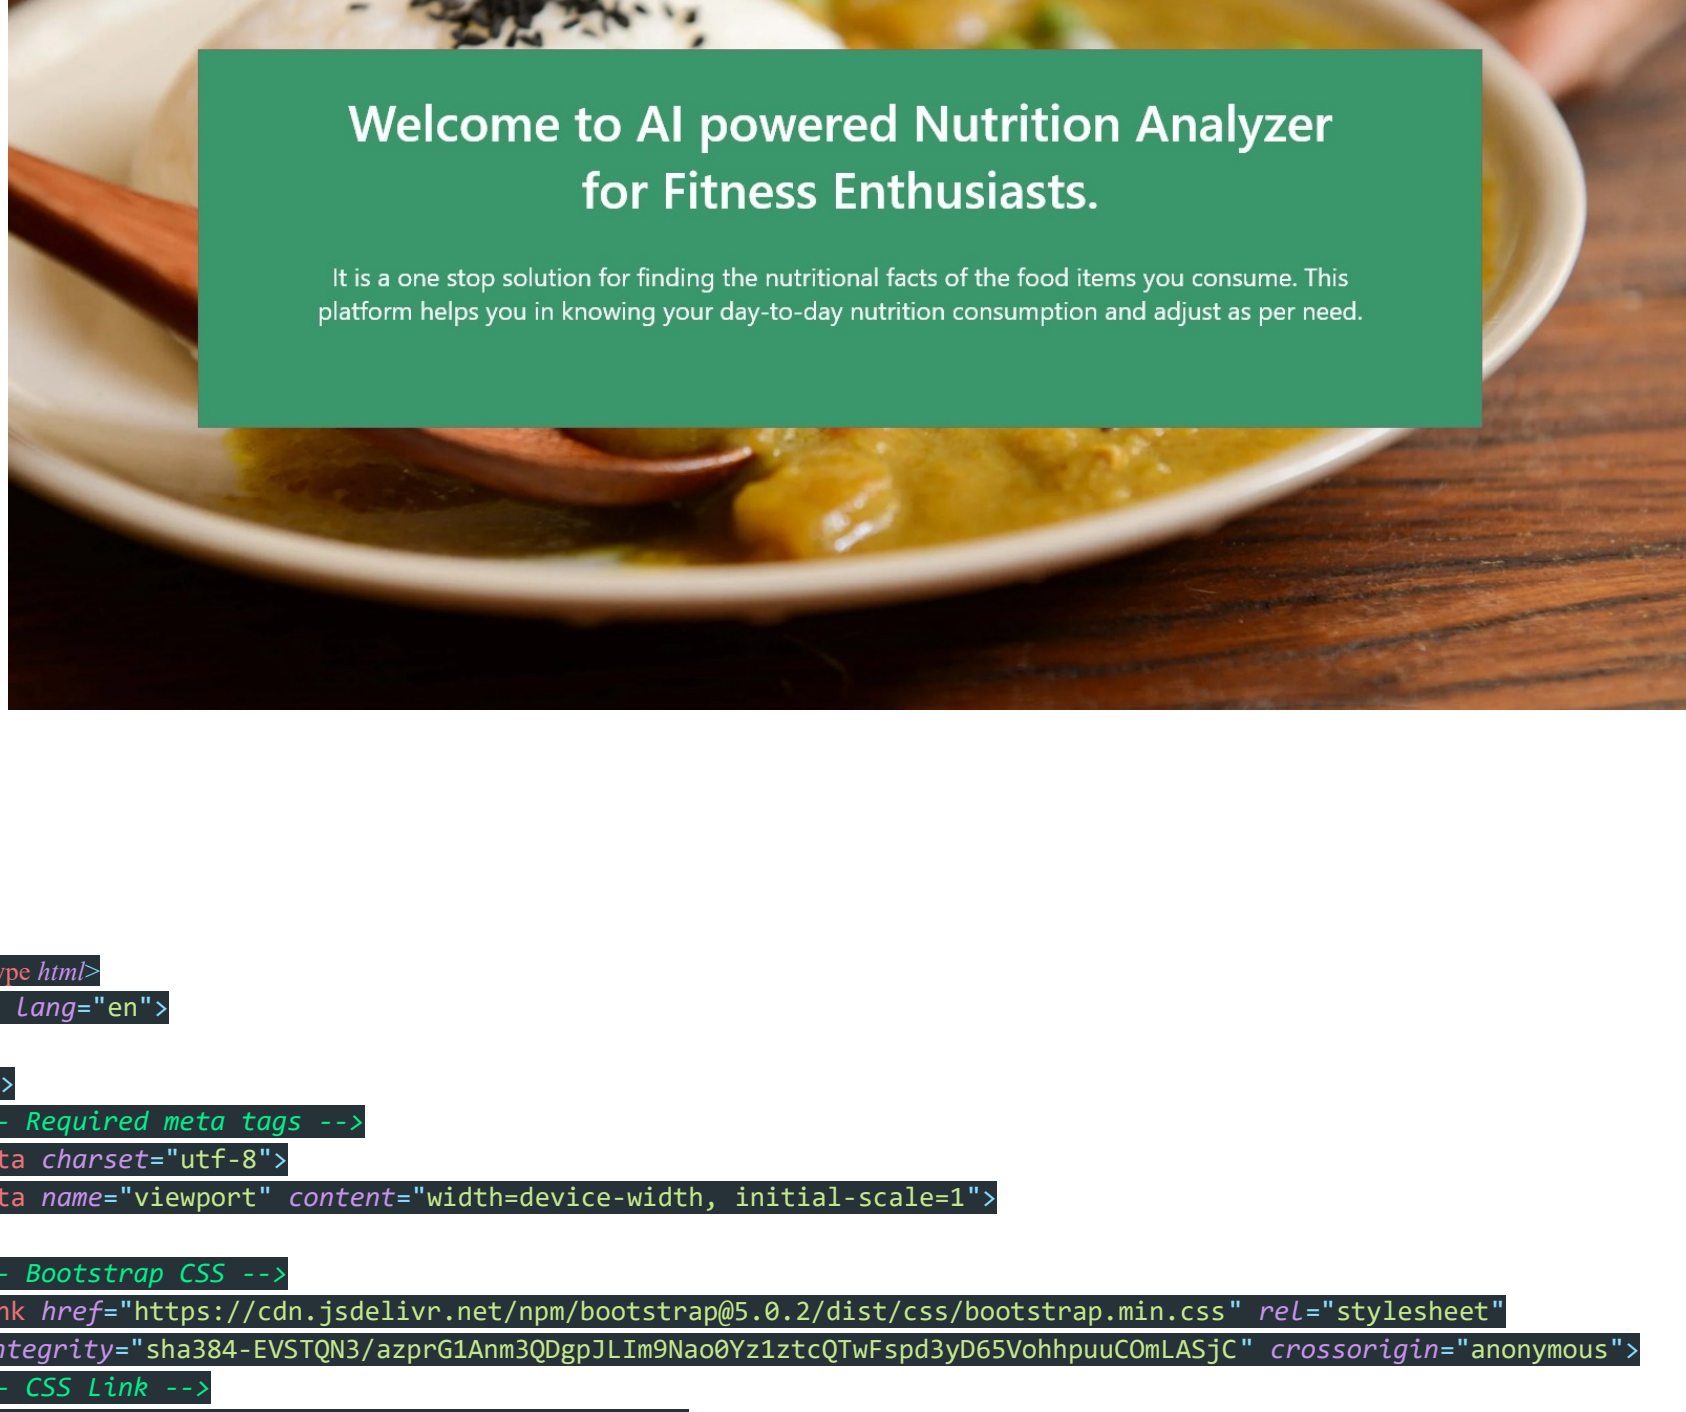 Welcome to AI powered Nutrition Analyzer
for Fitness Enthusiasts.
It is a one stop solution for finding the nutritional facts of the food items you consume. This
platform helps you in knowing your day-to-day nutrition consumption and adjust as per need.
ype html>
lang="en">
>
- Required meta tags -->
ta charset="utf-8">
ta name="viewport" content="width=device-width, initial-scale=1">
- Bootstrap CSS -->
nk href="https://cdn.jsdelivr.net/npm/bootstrap@5.0.2/dist/css/bootstrap.min.css" rel="stylesheet"
ntegrity="sha384-EVSTQN3/azprG1Anm3QDgpJLIm9Nao0Yz1ztcQTwFspd3yD65VohhpuuCOmLASjC" crossorigin="anonymous">
- CSS Link -->